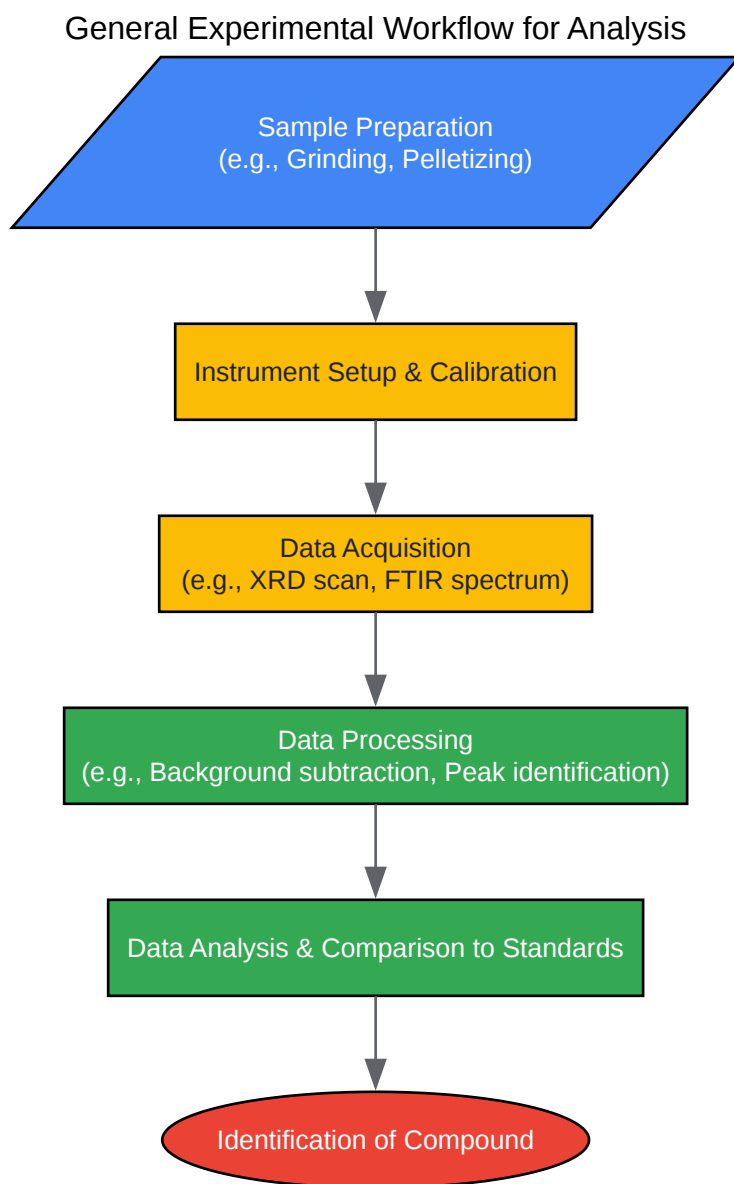 General Experimental Workflow for Analysis
Sample Preparation
(e.g., Grinding, Pelletizing)
Instrument Setup & Calibration
Data Acquisition
(e.g., XRD scan, FTIR spectrum)
Data Processing
(e.g., Background subtraction, Peak identification)
Data Analysis & Comparison to Standards
Identification of Compound